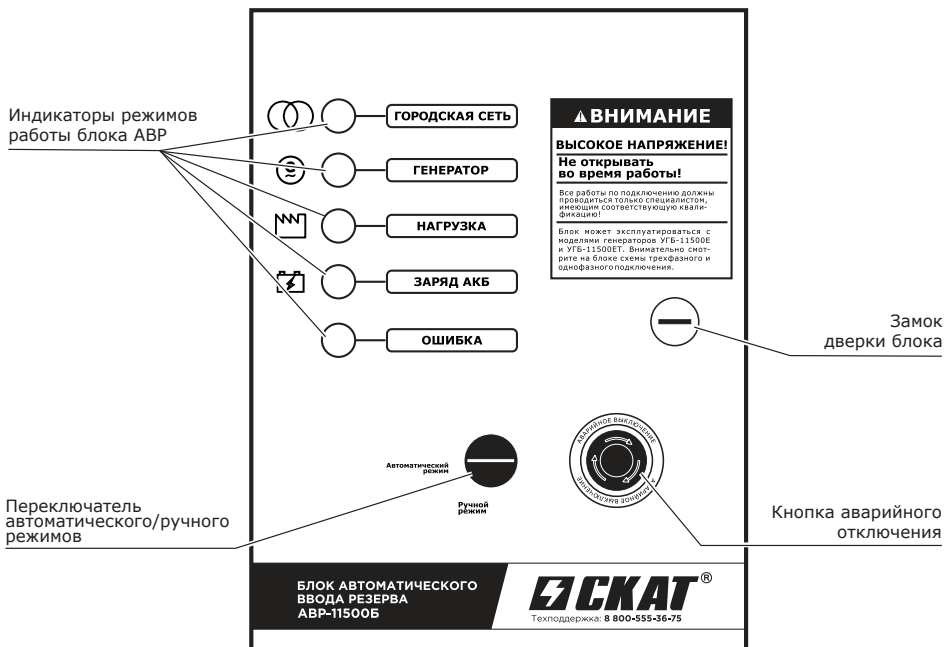 Индикаторы режимов
работы блока АВР
ГОРОДСКАЯ СЕТЬ
ГЕНЕРАТОР
НАГРУЗКА
ЗАРЯД АКБ
ОШИБКА
ВНИМАНИЕ
ВЫСОКОЕ НАПРЯЖЕНИЕ!
Не открывать
во время работы!
Все работы по подключению должны
проводиться только специалистом,
имеющим соответствующую квали-
фикацию!
Блок может эксплуатироваться с
моделями генераторов УГБ-11500Е
и УГБ-11500ЕТ. Внимательно смот-
рите на блоке схемы трехфазного и
однофазного подключения.
Замок
дверки блока
Автоматический
режим
Ручной
режим
АВАРИЙНОЕ ВЫКЛЮЧЕНИЕ
АВАРИЙНОЕ ВЫКЛЮЧЕНИЕ
Переключатель
автоматического/ручного
режимов
Кнопка аварийного
отключения
БЛОК АВТОМАТИЧЕСКОГО
ВВОДА РЕЗЕРВА
АВР-11500Б
СКАТ®
Техподдержка: 8 800-555-36-75